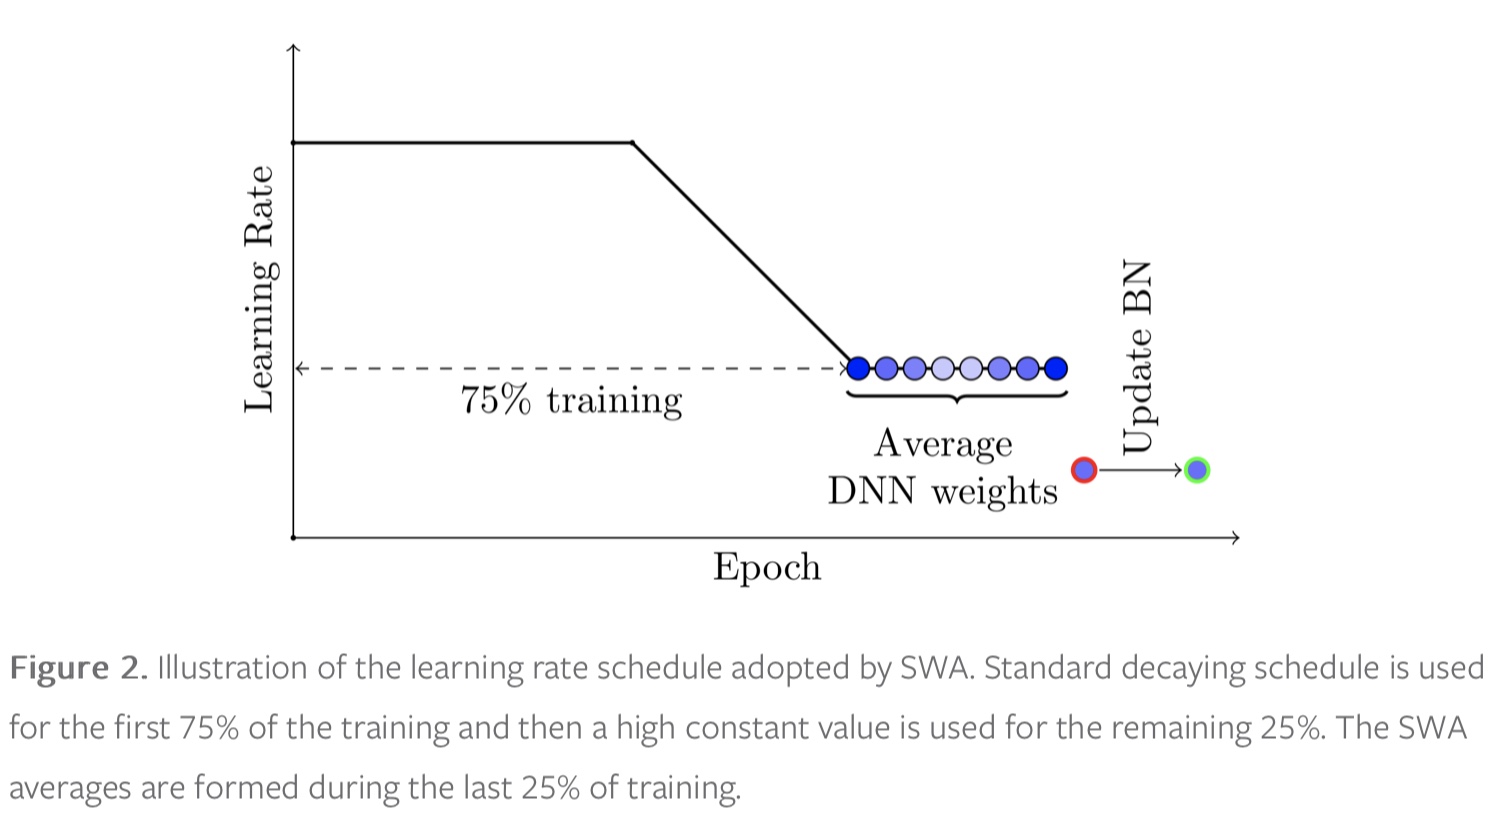 Learning Rate
75% training
Average
DNN weights
Update BN
Epoch
Figure 2. Illustration of the learning rate schedule adopted by SWA. Standard decaying schedule is used
for the first 75% of the training and then a high constant value is used for the remaining 25%. The SWA
averages are formed during the last 25% of training.